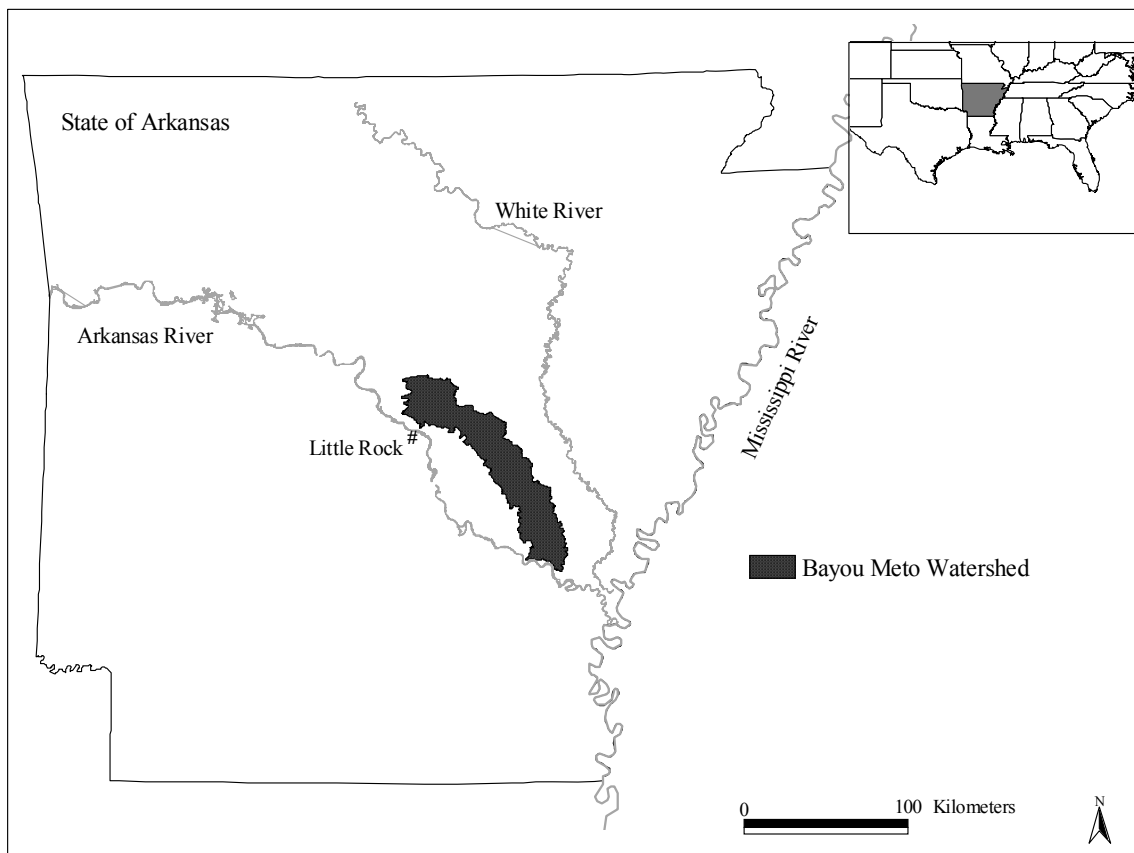 State of Arkansas
White River
Arkansas River
Mississippi River
Little Rock #
Bayou Meto Watershed
0 100 Kilometers
N